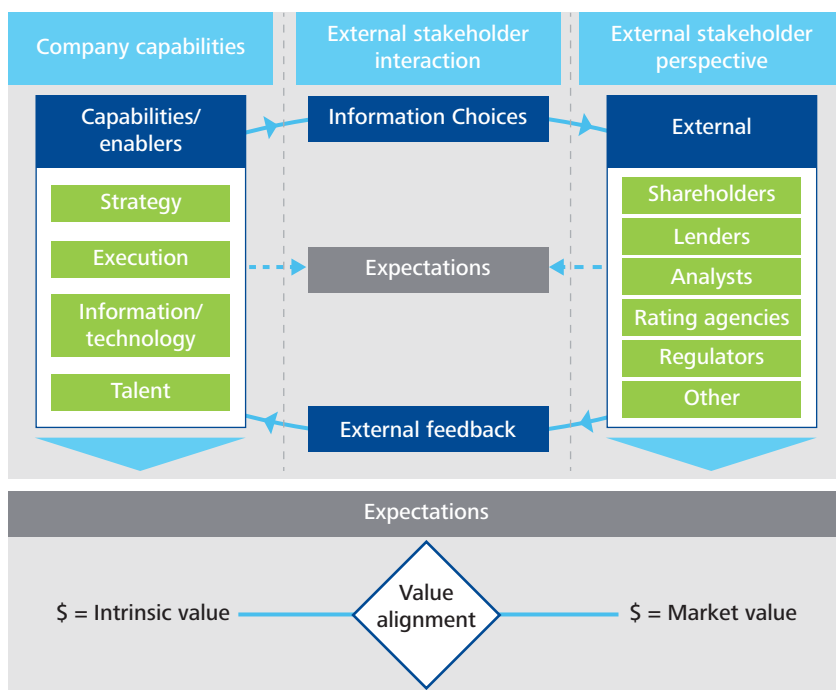 Company capabilities
External stakeholder
interaction
External stakeholder
perspective
Capabilities/
enablers
Strategy
Execution
Information/
technology
Talent
Information Choices
Expectations
External feedback
External
Shareholders
Lenders
Analysts
Rating agencies
Regulators
Other
Expectations
$ = Intrinsic value
Value
alignment
$ = Market value